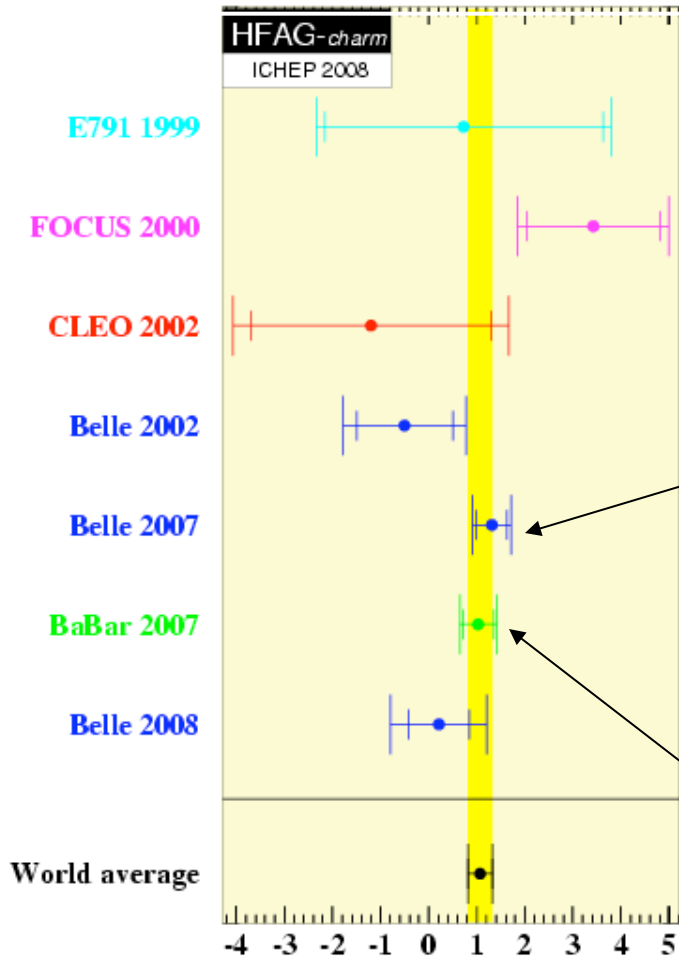 HFAG-charm
ICHEP 2008
E791 1999
FOCUS 2000
CLEO 2002
Belle 2002
Belle 2007
BaBar 2007
Belle 2008
World average
-4 -3 -2 -1 0 1 2 3 4 5